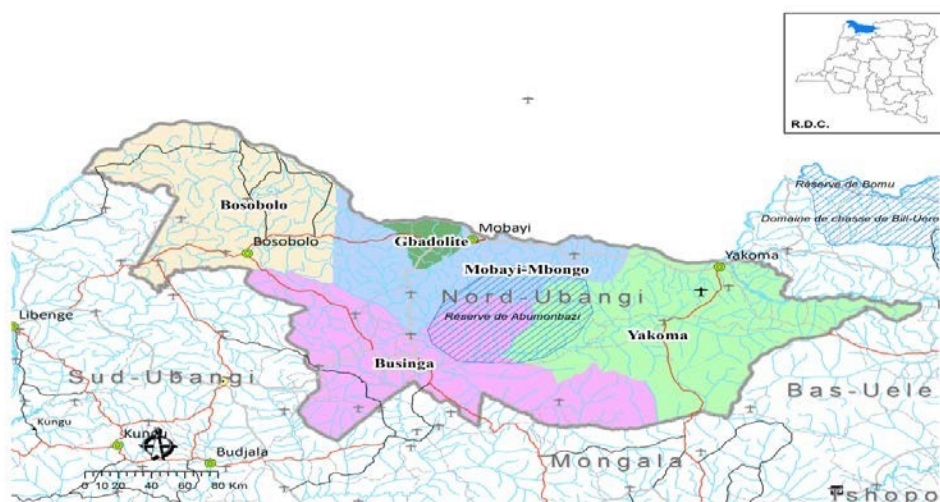 R.D.C.
Réserve de Bomu
Domaine de chasse de Bili-Uere
Bosobolo
Bosobolo
Gbadolite
Mobayi
Mobayi-Mbongo
Yakoma
Nord-Ubangi
Réserve de Abumonbazi
Yakoma
Libenge
Businga
Sud-Ubangi
Bas-Uele
Kungu
Kungu
Budjala
Mongala
0 10 20 40 60 80 Km
Tshopo